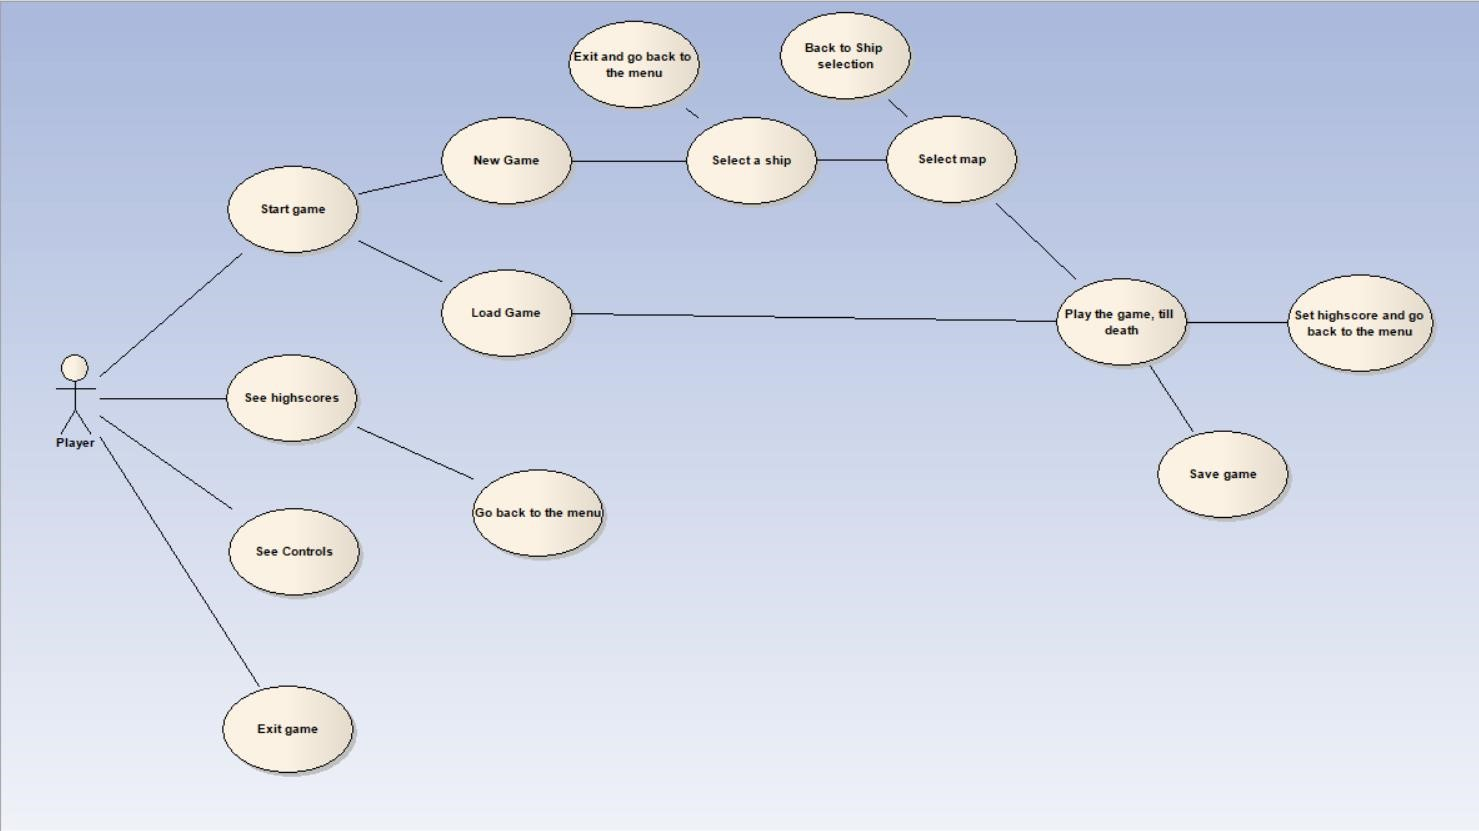 Exit and go back to
the menu
Back to Ship
selection
New Game
Select a ship
Select map
Start game
Load Game
Play the game, till
death
Set highscore and go
back to the menu
See highscores
Player
Save game
Go back to the menu
See Controls
Exit game